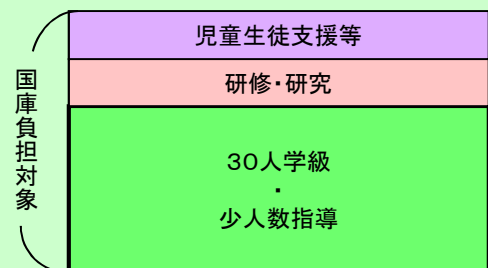 国庫負担対象
児童生徒支援等
研修・研究
30人学級
・
少人数指導